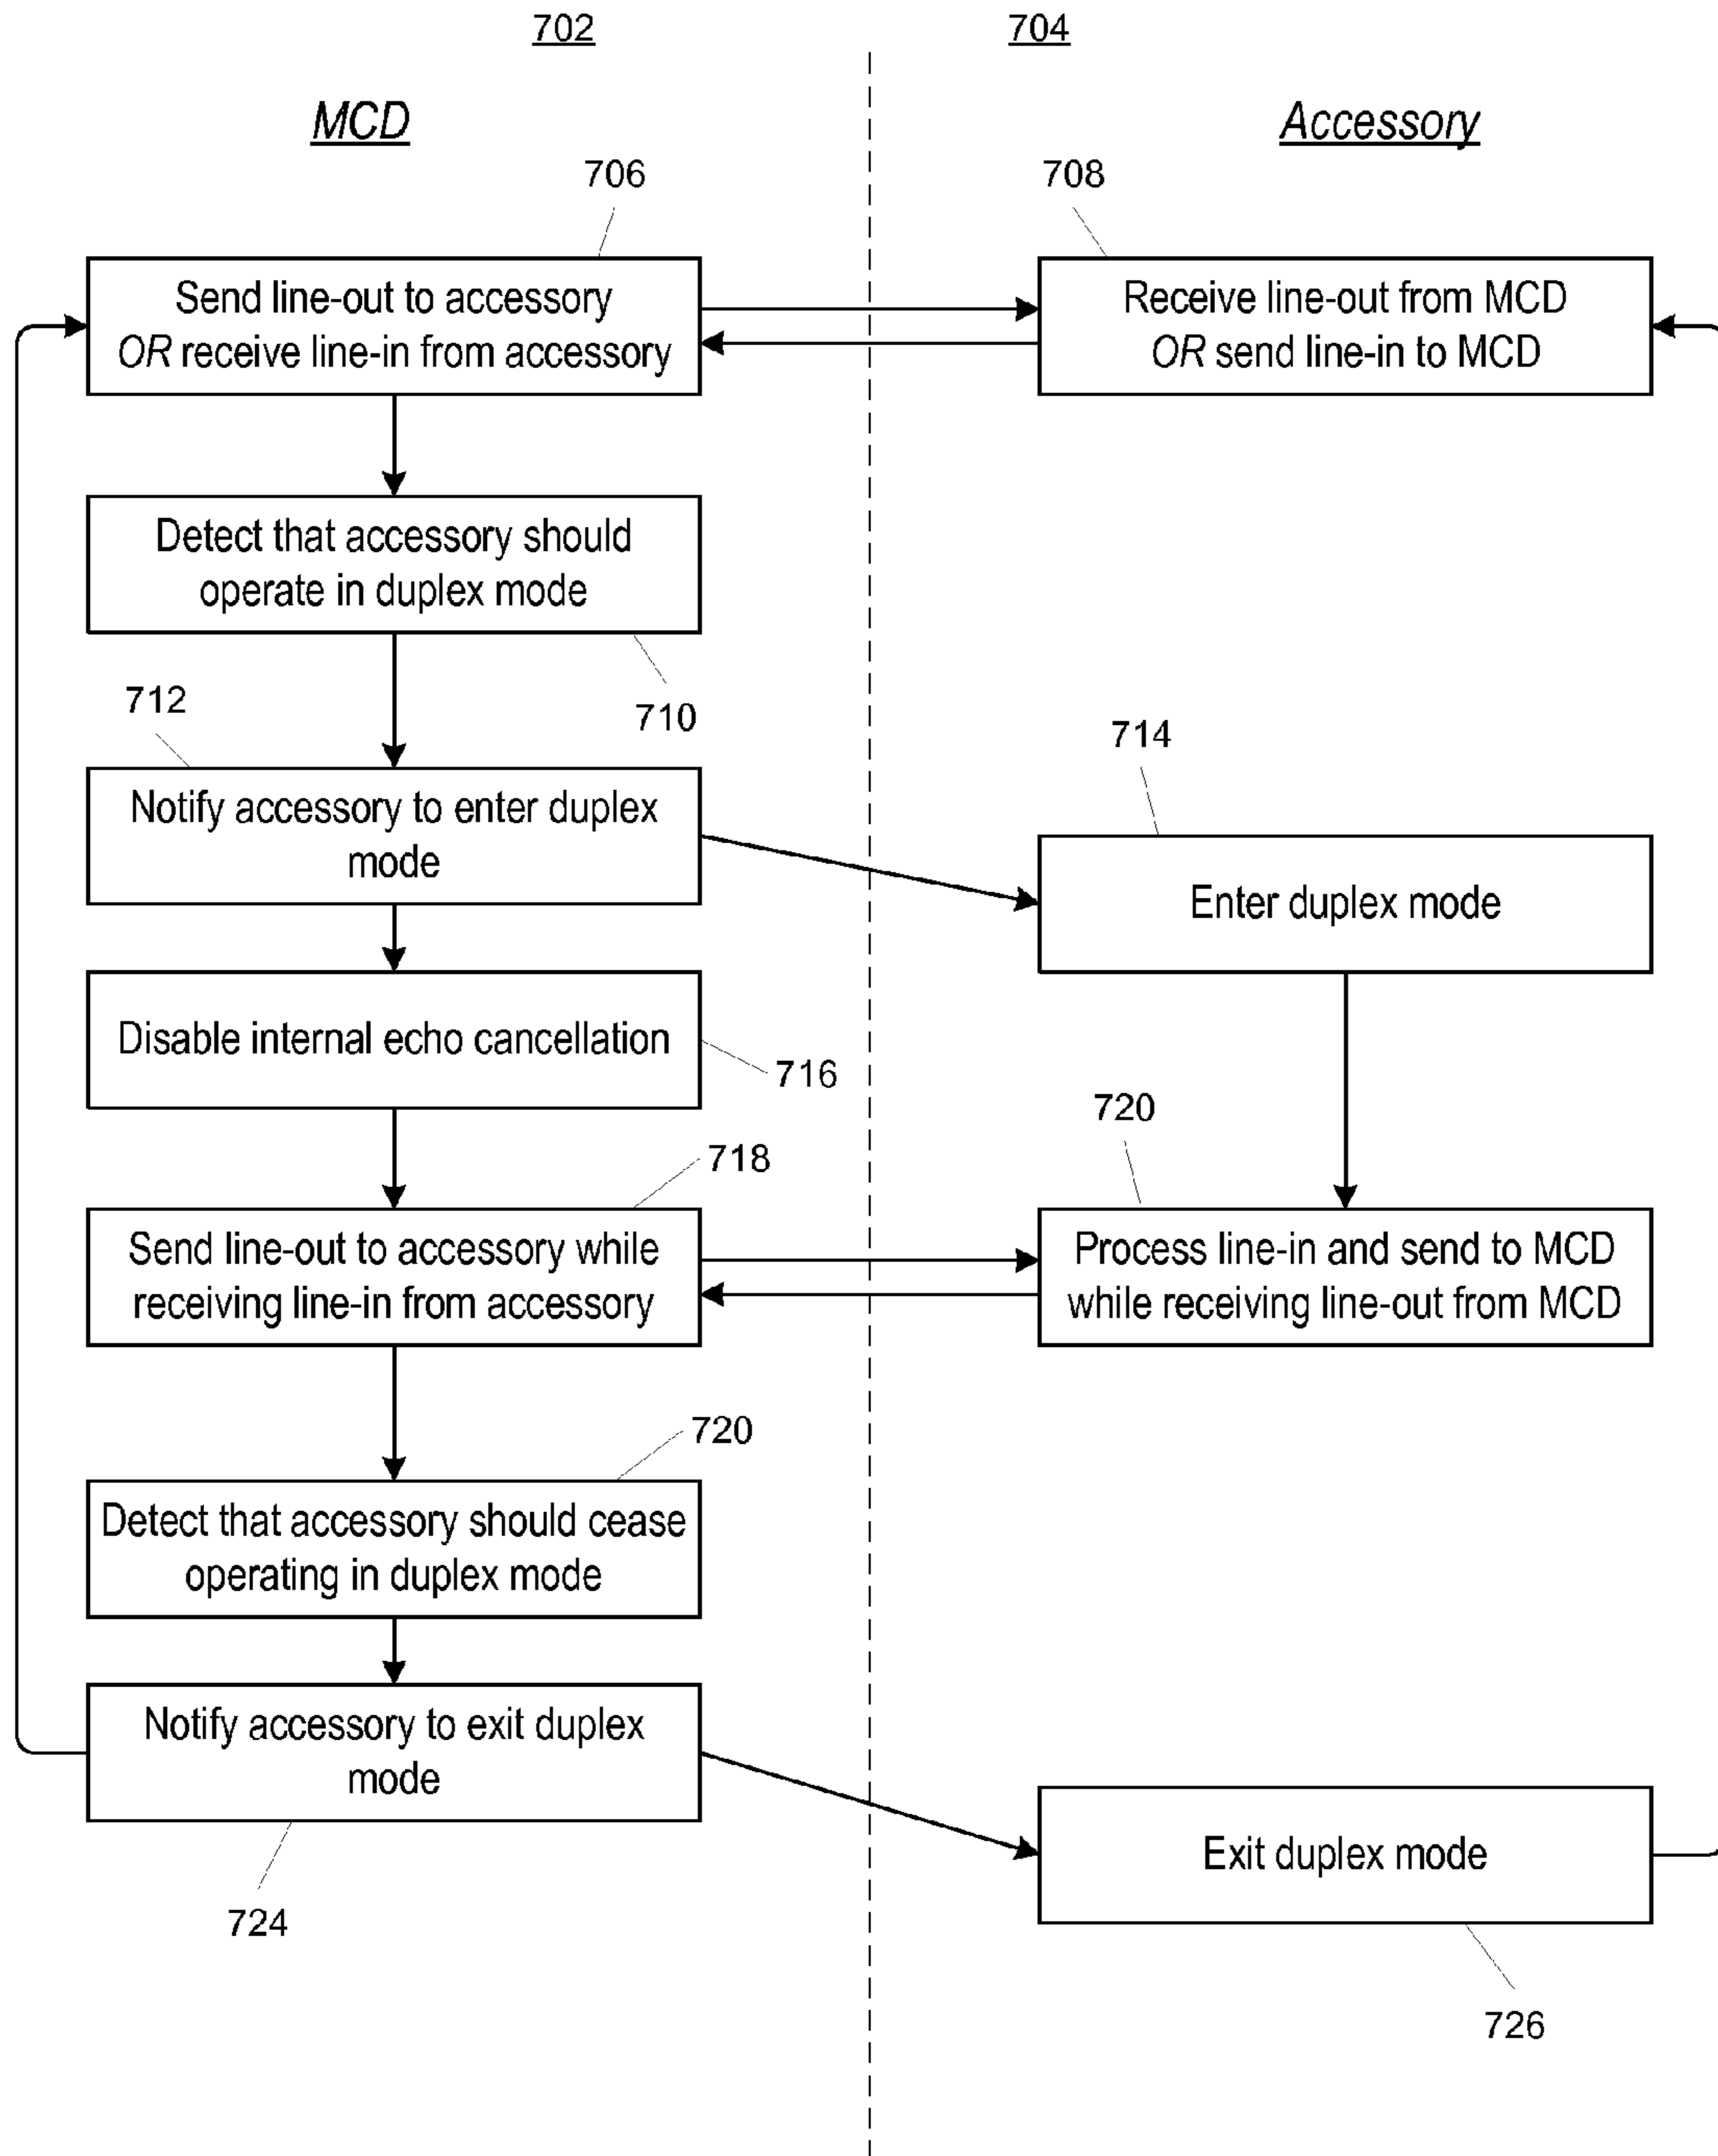 702
704
MCD
Accessory
706
708
Send line-out to accessory
OR receive line-in from accessory
Receive line-out from MCD
OR send line-in to MCD
Detect that accessory should
operate in duplex mode
710
712
714
Notify accessory to enter duplex
mode
Enter duplex mode
Disable internal echo cancellation
716
718
720
Send line-out to accessory while
receiving line-in from accessory
Process line-in and send to MCD
while receiving line-out from MCD
720
Detect that accessory should cease
operating in duplex mode
Notify accessory to exit duplex
mode
724
Exit duplex mode
726